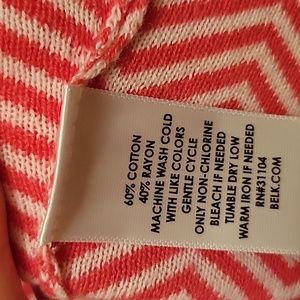 60% COTTON
40% RAYON
MACHINE WASH COLD
WITH LIKE COLORS
GENTLE CYCLE
ONLY NON-CHLORINE
BLEACH IF NEEDED
TUMBLE DRY LOW
WARM IRON IF NEEDED
RN#31104
BELK.COM